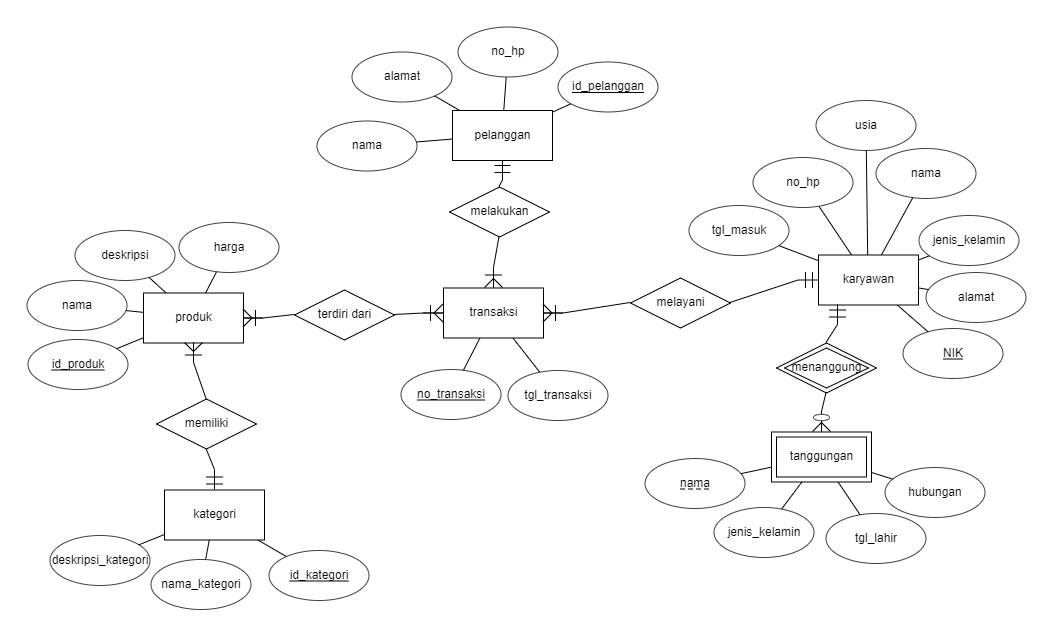 no_hp
alamat
id_pelanggan
usia
pelanggan
nama
no_hp
nama
melakukan
tgl_masuk
jenis_kelamin
deskripsi
harga
karyawan
nama
alamat
produk
terdiri dari
transaksi
melayani
id_produk
NIK
menanggung
no_transaksi
tgl_transaksi
memiliki
tanggungan
nama
hubungan
kategori
jenis_kelamin
tgl_lahir
deskripsi_kategori
nama_kategori
id_kategori